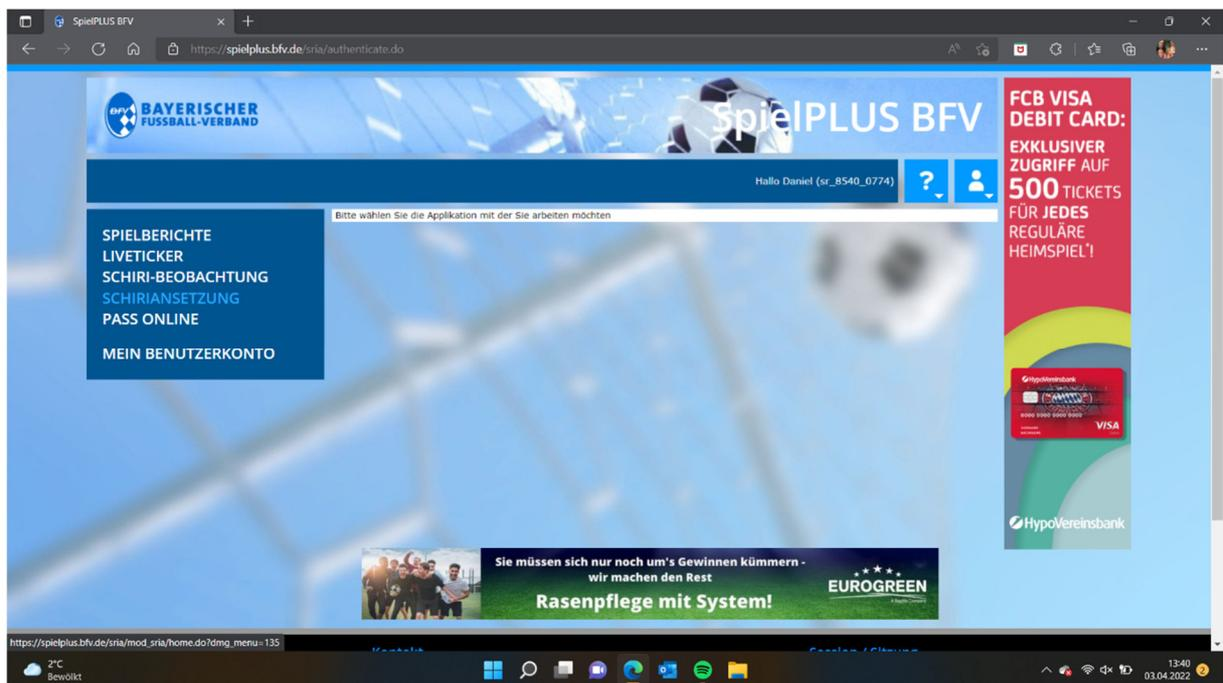 SpielPLUS BFV
https://spielplus.bfv.de/sria/authenticate.do
BFV
BAYERISCHER
FUSSBALL-VERBAND
SpielPLUS BFV
Hallo Daniel (sr_8540_0774)
?
Bitte wählen Sie die Applikation mit der Sie arbeiten möchten
SPIELBERICHTE
LIVETICKER
SCHIRI-BEOBACHTUNG
SCHIRIANSETZUNG
PASS ONLINE
MEIN BENUTZERKONTO
FCB VISA
DEBIT CARD:
EXKLUSIVER
ZUGRIFF AUF
500 TICKETS
FÜR JEDES
REGULÄRE
HEIMSPIEL*!
HypoVereinsbank
VISA
HypoVereinsbank
Sie müssen sich nur noch um's Gewinnen kümmern -
wir machen den Rest
Rasenpflege mit System!
EUROGREEN
https://spielplus.bfv.de/sria/mod_sria/home.do?dmg_menu=135
2°C
Bewölkt
13:40
03.04.2022
2